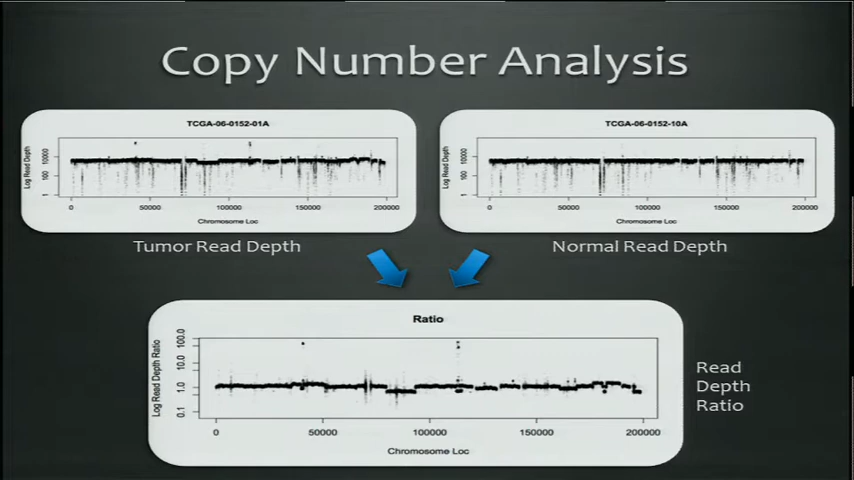 Copy Number Analysis
TCGA-06-0152-01A
Log Read Depth
10000
100
1
0
50000
100000
150000
200000
Chromosome Loc
Tumor Read Depth
TCGA-06-0152-10A
Log Read Depth
10000
100
1
0
50000
100000
150000
200000
Chromosome Loc
Normal Read Depth
Ratio
Log Read Depth Ratio
100.0
10.0
1.0
0.1
0
50000
100000
150000
200000
Chromosome Loc
Read
Depth
Ratio